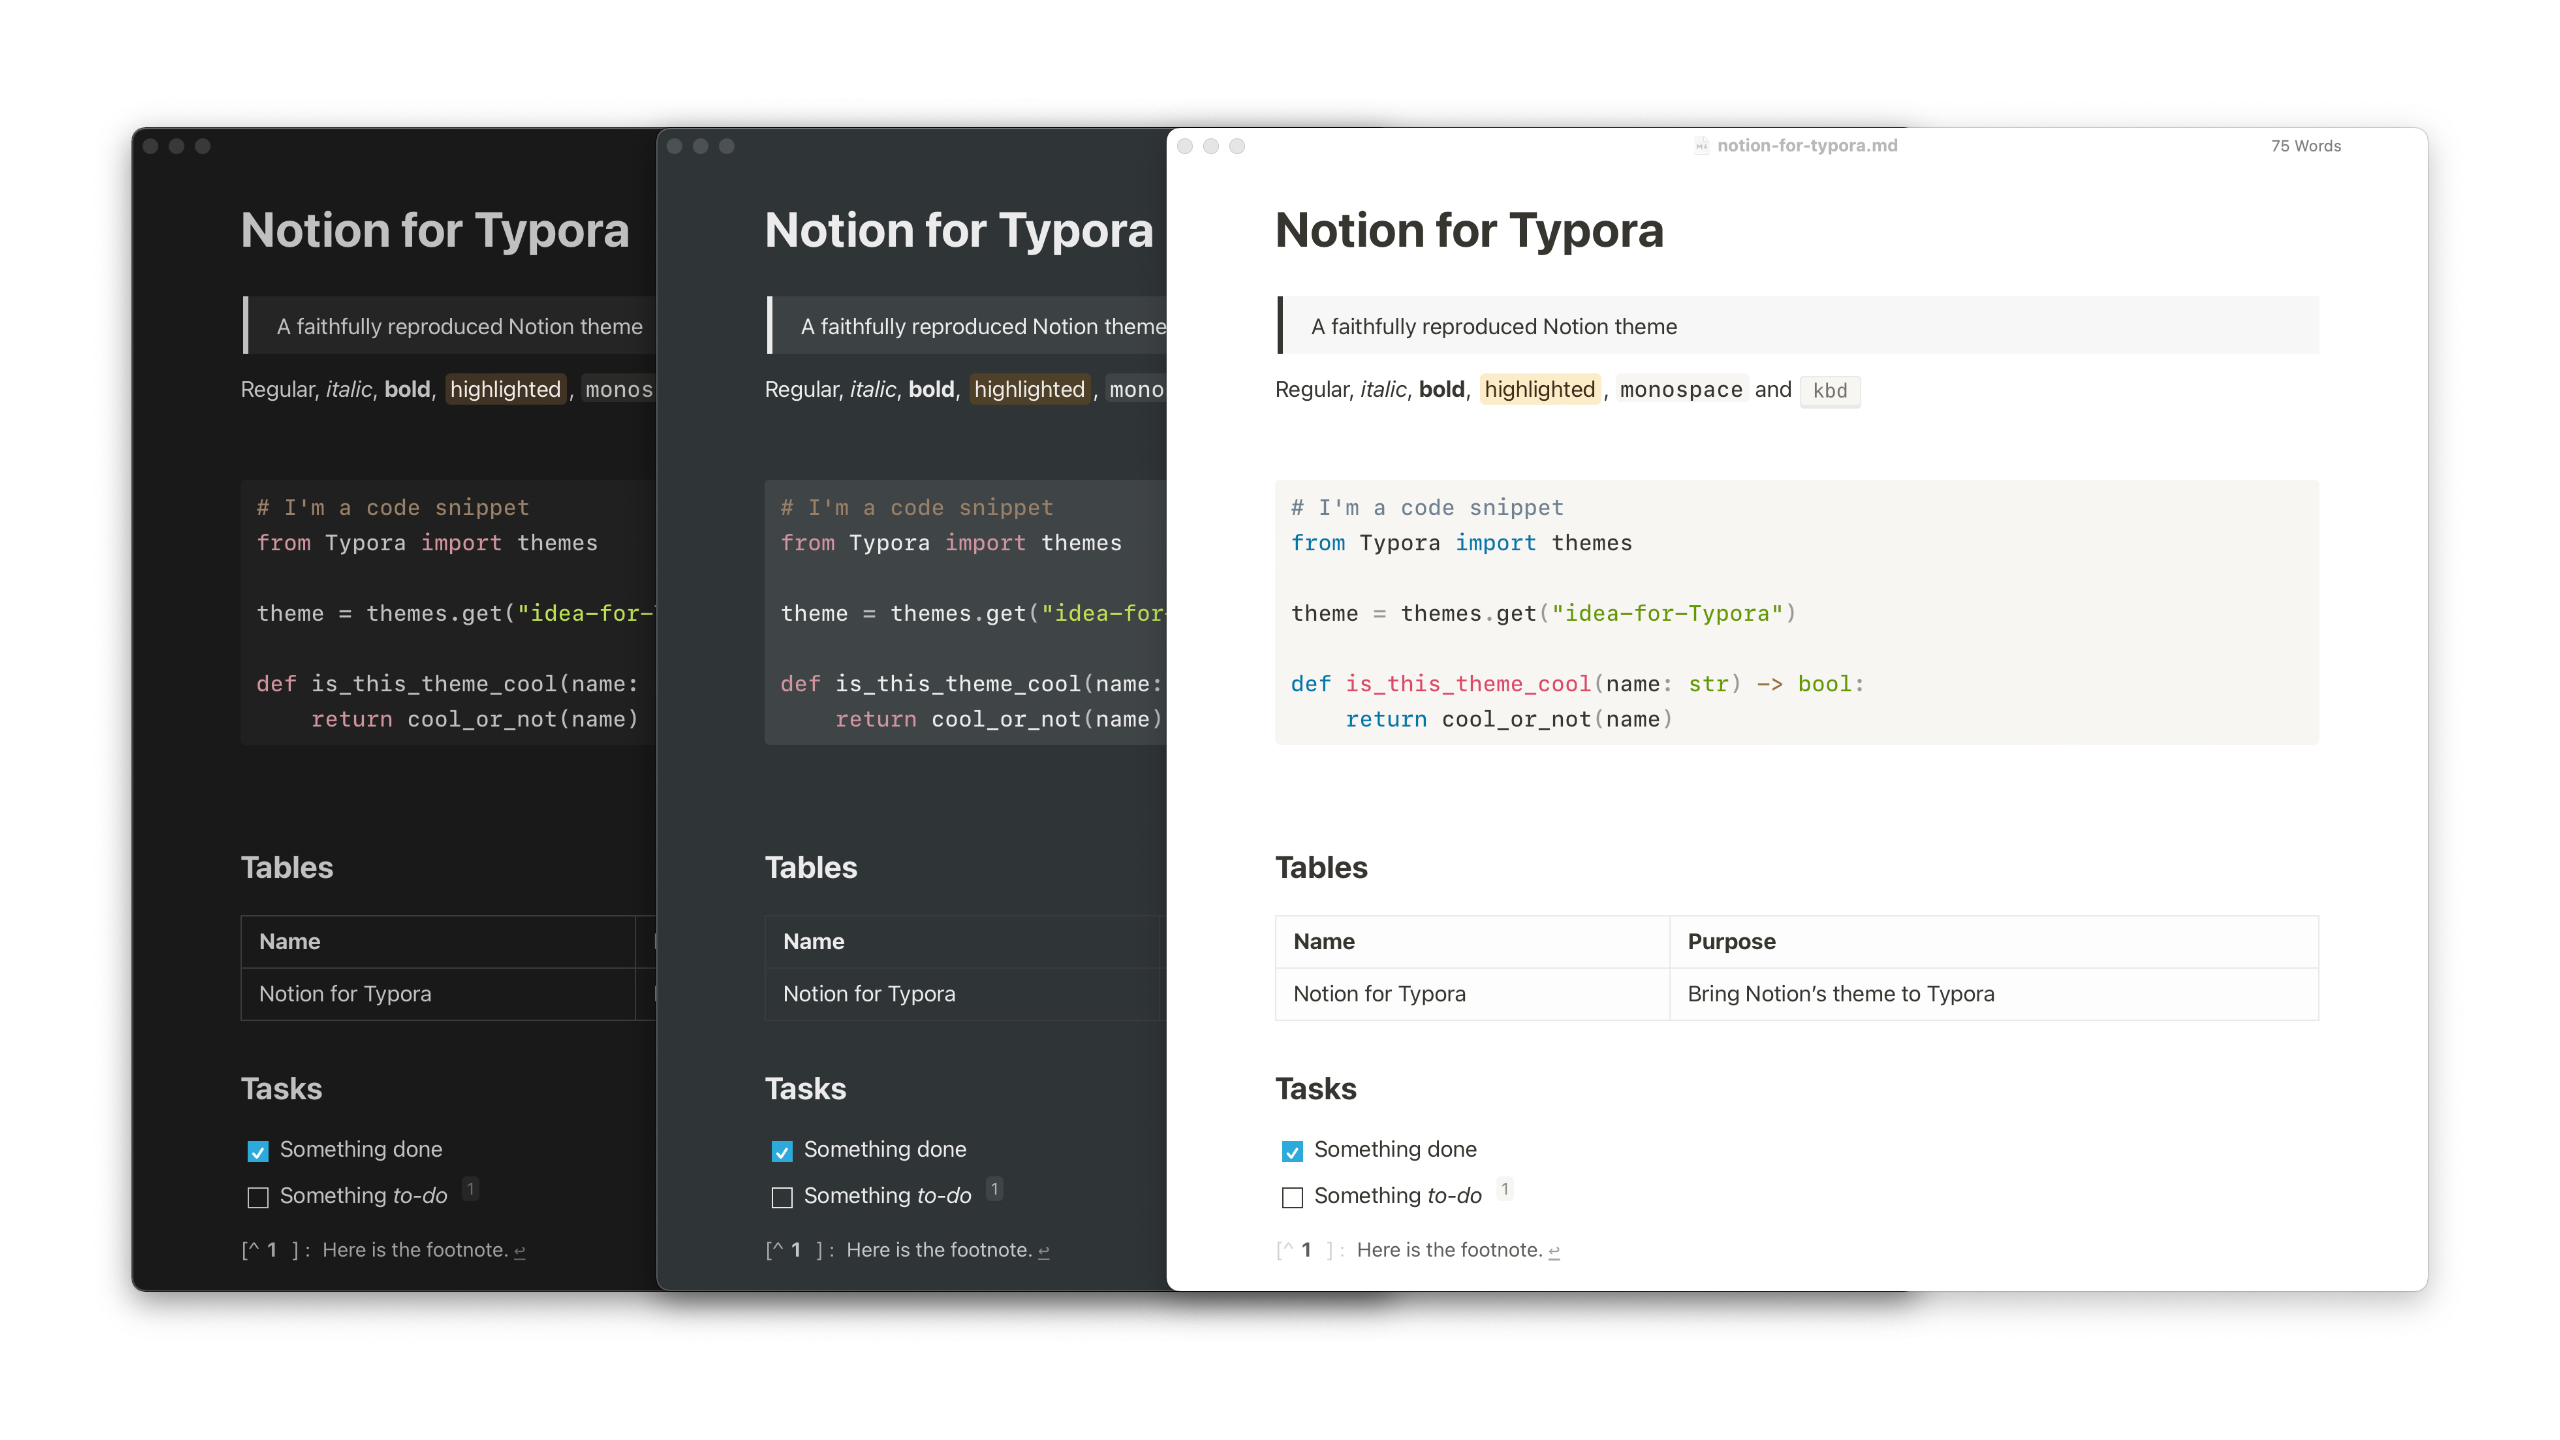 Notion for Typora
A faithfully reproduced Notion theme
Regular, italic, bold, highlighted, monos
# I'm a code snippet
from Typora import themes
theme = themes.get("idea-for-
def is_this_theme_cool(name:
return cool_or_not(name)
Tables
Name
Notion for Typora
Tasks
Something done
Something to-do 1
[^ 1 ]: Here is the footnote. ↩
Notion for Typora
A faithfully reproduced Notion theme
Regular, italic, bold, highlighted, mono
# I'm a code snippet
from Typora import themes
theme = themes.get("idea-for-
def is_this_theme_cool(name:
return cool_or_not(name)
Tables
Name
Notion for Typora
Tasks
Something done
Something to-do 1
[^ 1 ]: Here is the footnote. ↩
notion-for-typora.md 75 Words
Notion for Typora
A faithfully reproduced Notion theme
Regular, italic, bold, highlighted, monospace and kbd
# I'm a code snippet
from Typora import themes
theme = themes.get("idea-for-Typora")
def is_this_theme_cool(name: str) -> bool:
return cool_or_not(name)
Tables
Name Purpose
Notion for Typora Bring Notion’s theme to Typora
Tasks
Something done
Something to-do 1
[^ 1 ]: Here is the footnote. ↩